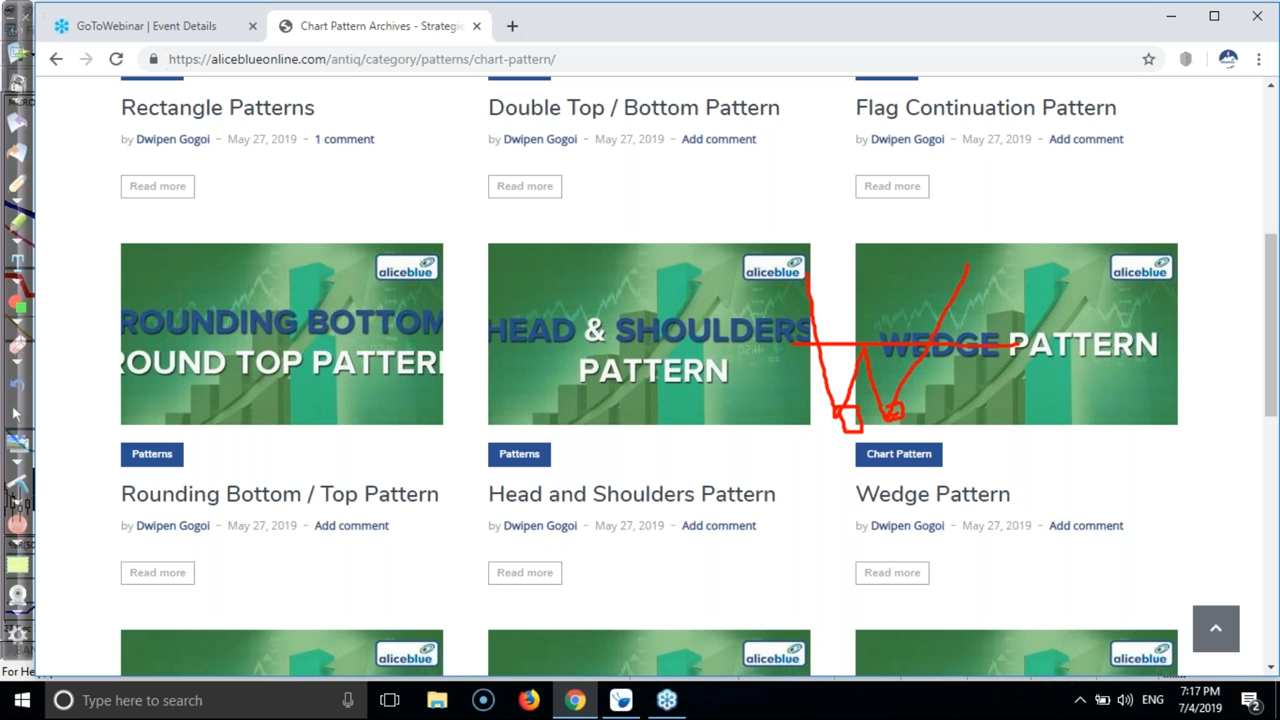 GoToWebinar | Event Details
Chart Pattern Archives - Strategic
https://aliceblueonline.com/antiq/category/patterns/chart-pattern/
Rectangle Patterns
by Dwipen Gogoi - May 27, 2019 - 1 comment
Read more
Double Top / Bottom Pattern
by Dwipen Gogoi - May 27, 2019 - Add comment
Read more
Flag Continuation Pattern
by Dwipen Gogoi - May 27, 2019 - Add comment
Read more
aliceblue
ROUNDING BOTTOM
ROUND TOP PATTERN
Patterns
Rounding Bottom / Top Pattern
by Dwipen Gogoi - May 27, 2019 - Add comment
Read more
aliceblue
HEAD & SHOULDERS
PATTERN
Patterns
Head and Shoulders Pattern
by Dwipen Gogoi - May 27, 2019 - Add comment
Read more
aliceblue
WEDGE PATTERN
Chart Pattern
Wedge Pattern
by Dwipen Gogoi - May 27, 2019 - Add comment
Read more
aliceblue
aliceblue
aliceblue
For He
Type here to search
ENG
7:17 PM
7/4/2019
2